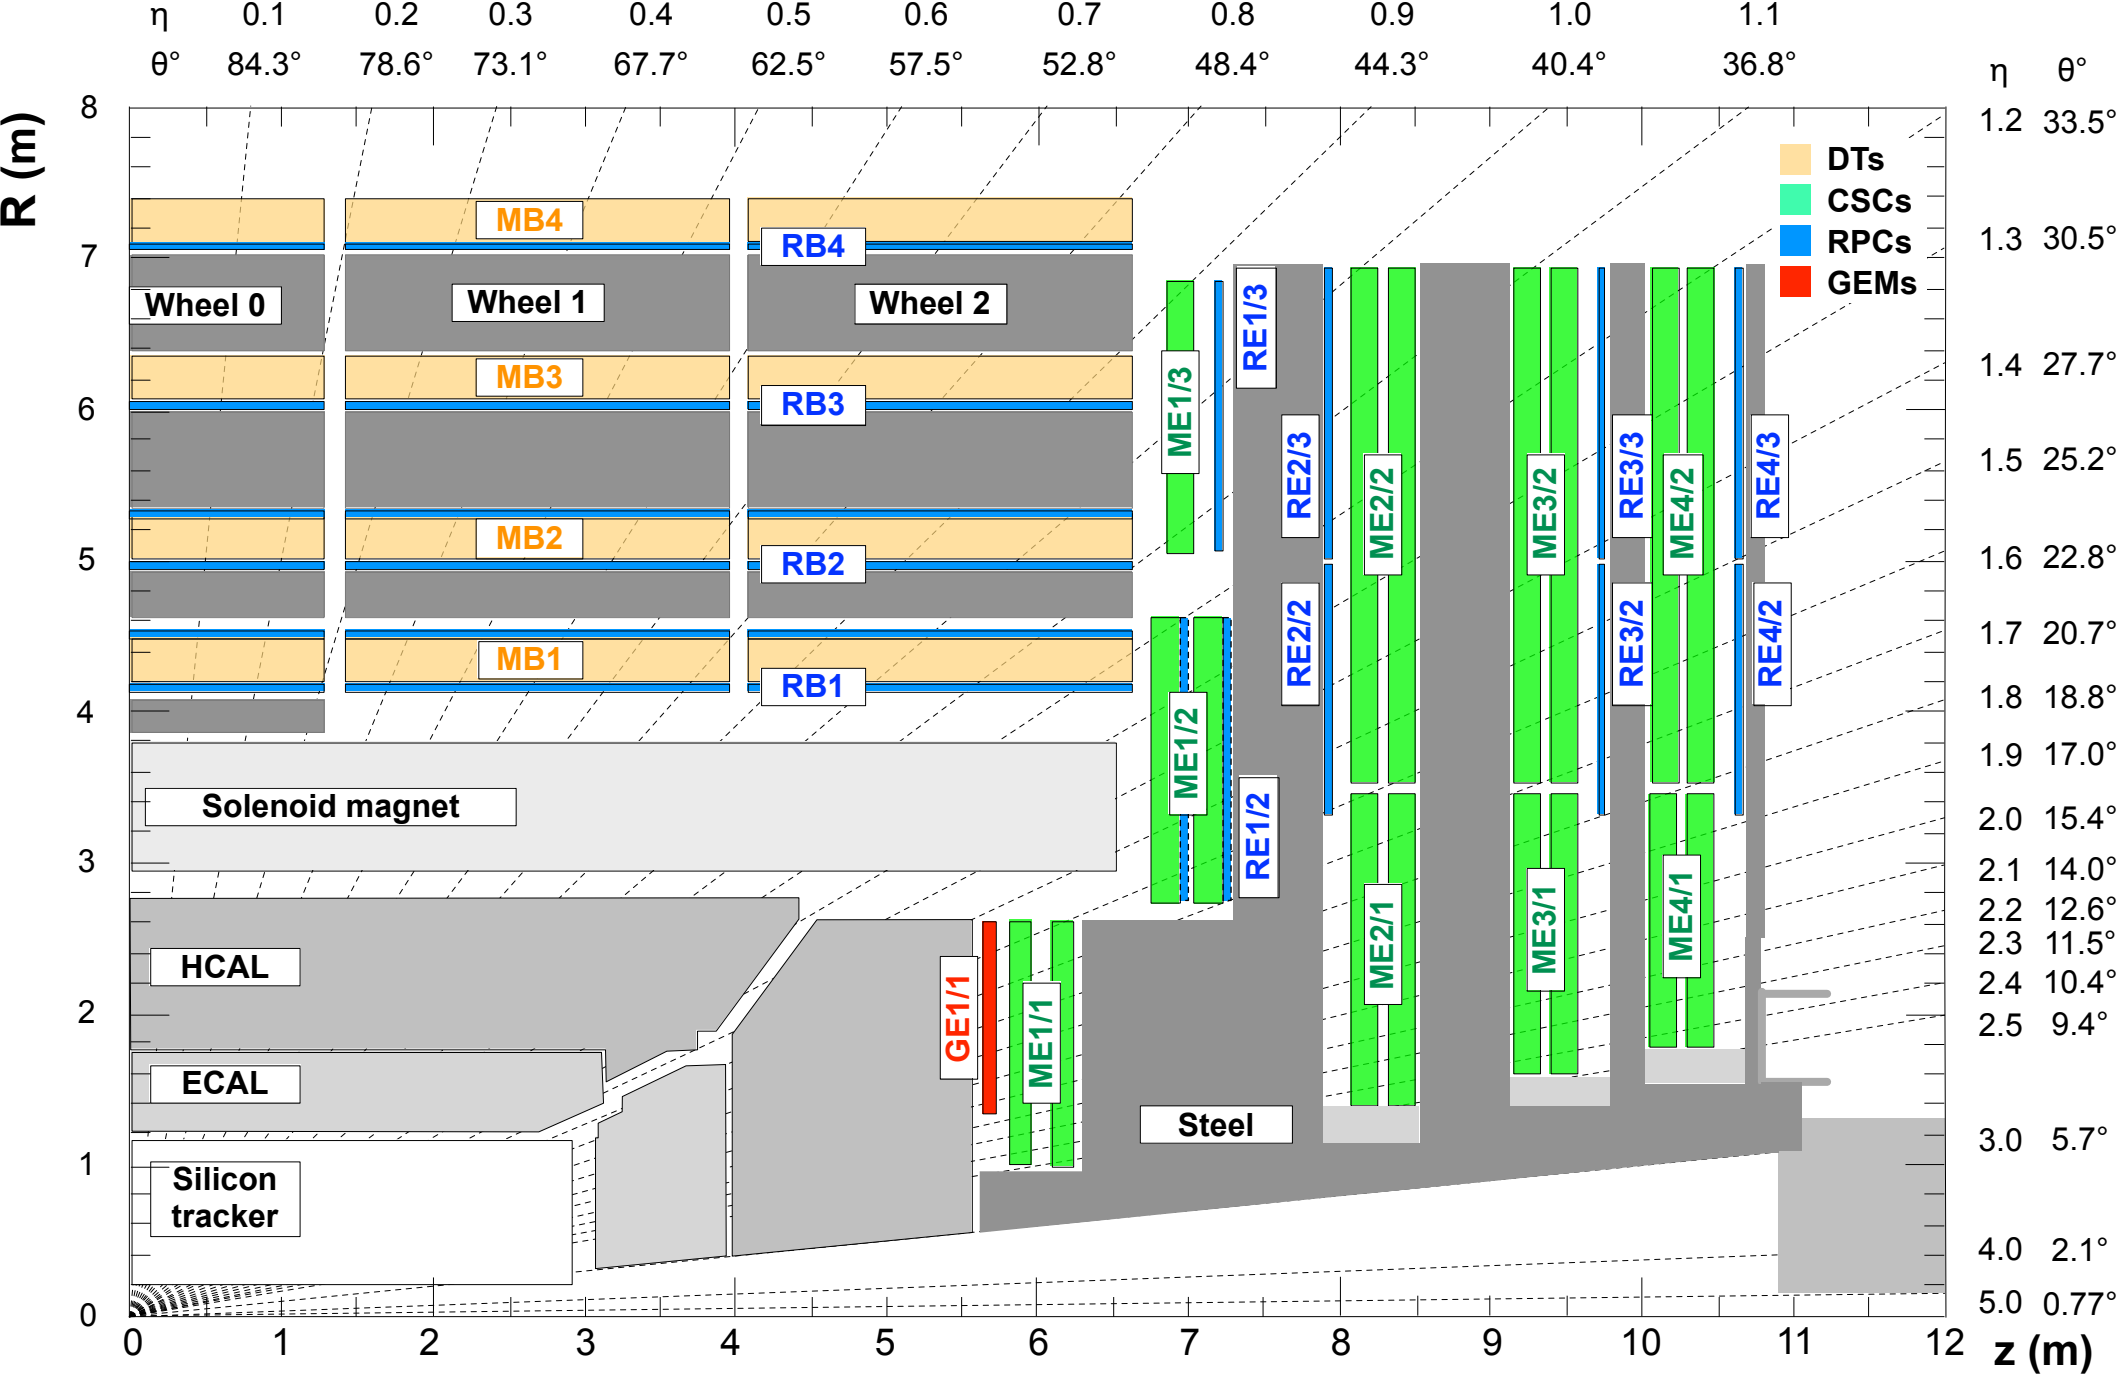 η 0.1 0.2 0.3 0.4 0.5 0.6 0.7 0.8 0.9 1.0 1.1
θ° 84.3° 78.6° 73.1° 67.7° 62.5° 57.5° 52.8° 48.4° 44.3° 40.4° 36.8° η θ°
R (m)
8
7
6
5
4
3
2
1
0
1.2 33.5°
1.3 30.5°
1.4 27.7°
1.5 25.2°
1.6 22.8°
1.7 20.7°
1.8 18.8°
1.9 17.0°
2.0 15.4°
2.1 14.0°
2.2 12.6°
2.3 11.5°
2.4 10.4°
2.5 9.4°
3.0 5.7°
4.0 2.1°
5.0 0.77°
DTs
CSCs
RPCs
GEMs
MB4
RB4
Wheel 0
Wheel 1
Wheel 2
MB3
RB3
MB2
RB2
MB1
RB1
Solenoid magnet
HCAL
ECAL
Silicon
tracker
GE1/1
ME1/1
ME1/2
ME1/3
RE1/3
RE1/2
RE2/3
RE2/2
ME2/2
ME2/1
ME3/2
ME3/1
RE3/3
RE3/2
ME4/2
ME4/1
RE4/3
RE4/2
Steel
0 1 2 3 4 5 6 7 8 9 10 11 12
z (m)